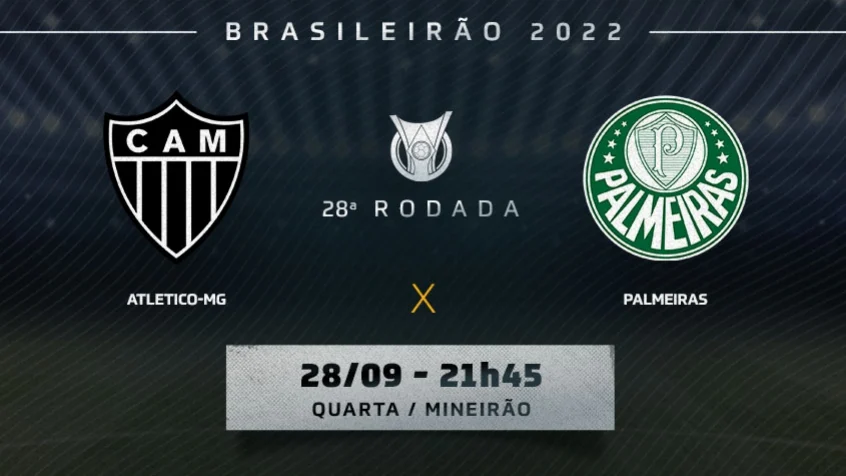 BRASILEIRÃO 2022
CAM
P
PALMEIRAS
28ª RODADA
ATLETICO-MG
X
PALMEIRAS
28/09 - 21h45
QUARTA / MINEIRÃO